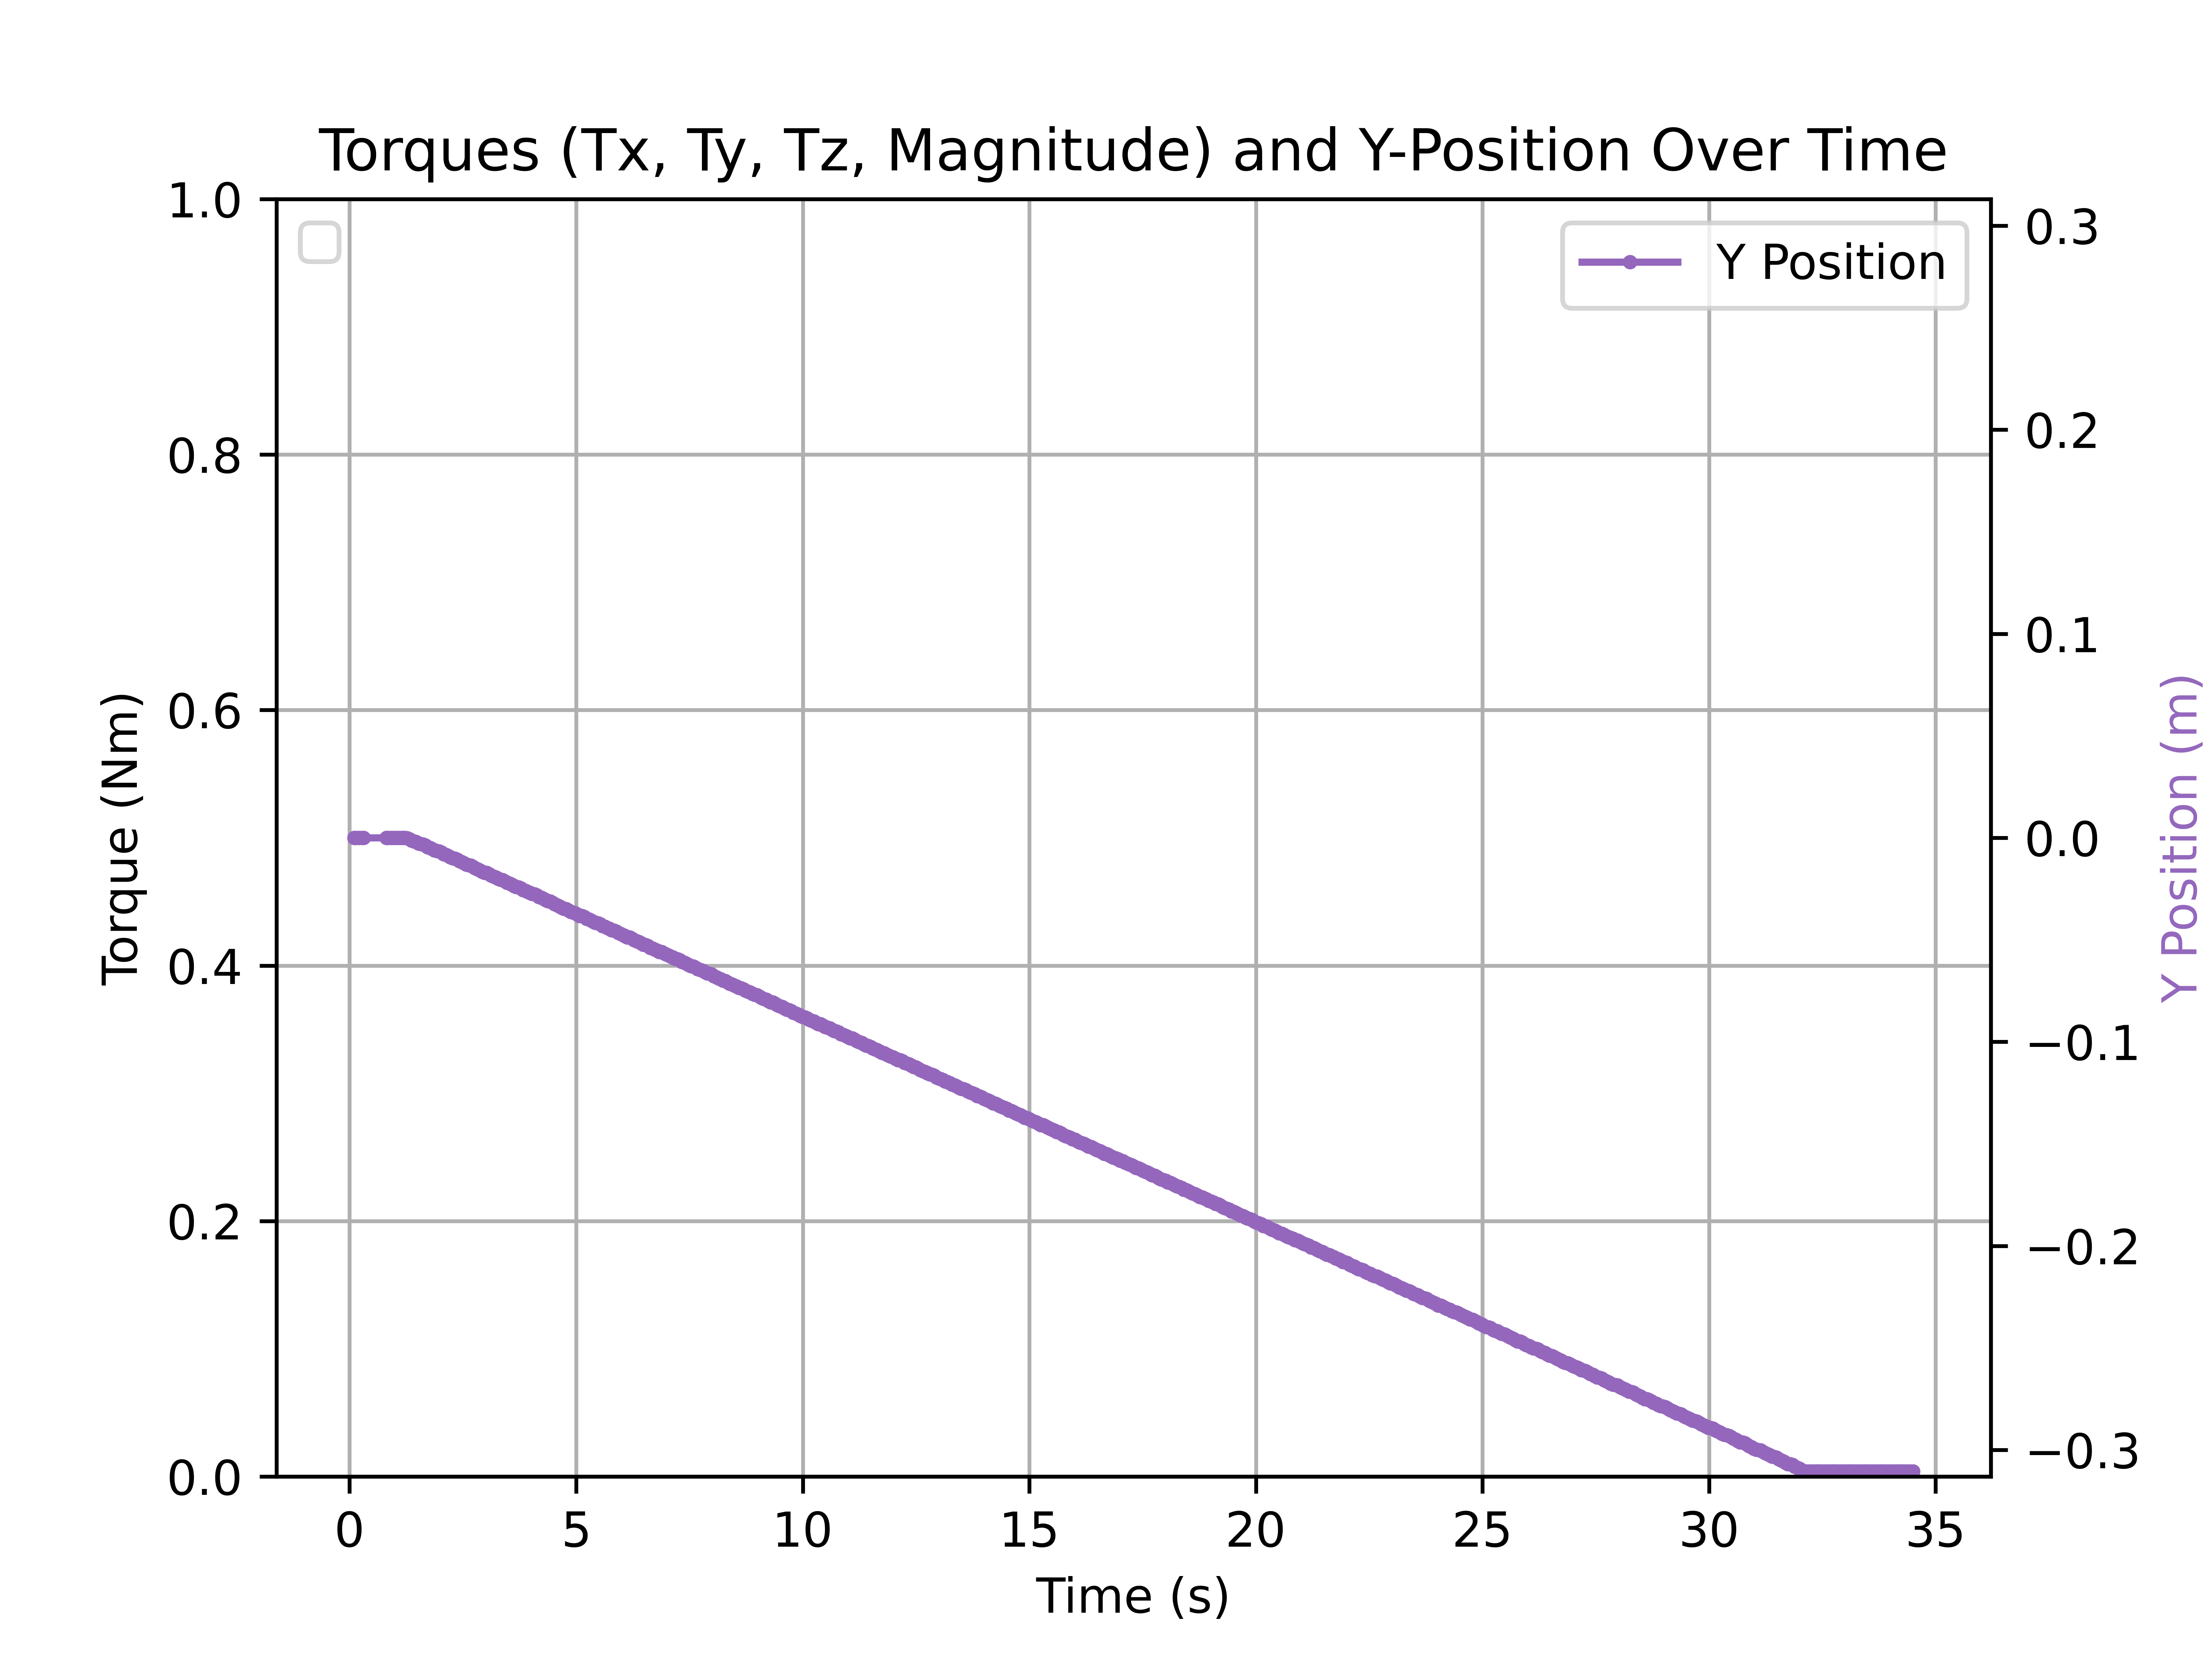 Torques (Tx, Ty, Tz, Magnitude) and Y-Position Over Time
1.0
0.8
0.6
0.4
0.2
0.0
Torque (Nm)
Y Position
0.3
0.2
0.1
0.0
−0.1
−0.2
−0.3
Y Position (m)
0 5 10 15 20 25 30 35
Time (s)